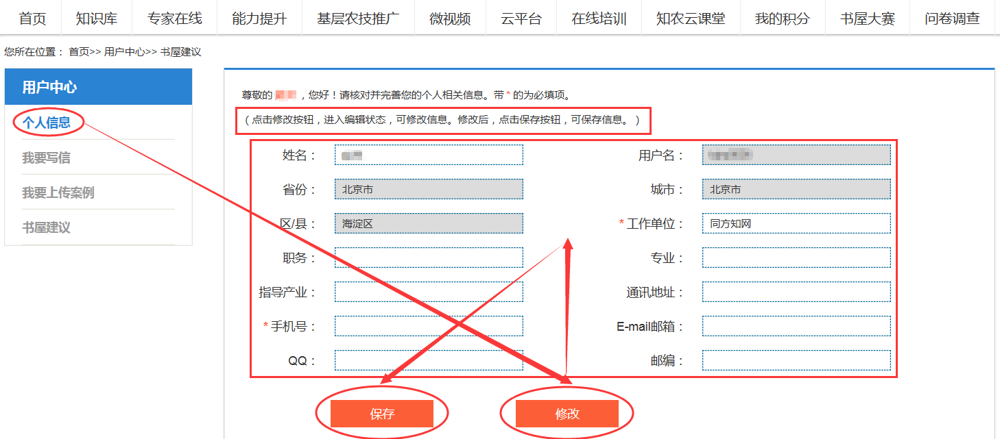 首页 知识库 专家在线 能力提升 基层农技推广 微视频 云平台 在线培训 知农云课堂 我的积分 书屋大赛 问卷调查
您所在位置： 首页>> 用户中心>> 书屋建议
用户中心
个人信息
我要写信
我要上传案例
书屋建议
尊敬的 ，您好！请核对并完善您的个人相关信息。带 * 的为必填项。
（点击修改按钮，进入编辑状态，可修改信息。修改后，点击保存按钮，可保存信息。）
姓名： 用户名：
省份： 北京市 城市： 北京市
区/县： 海淀区 *工作单位： 同方知网
职务： 专业：
指导产业： 通讯地址：
*手机号： E-mail邮箱：
QQ： 邮编：
保存 修改